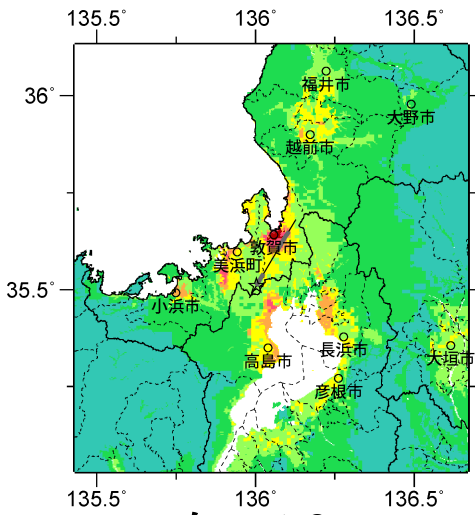 135.5° 136° 136.5°
36°
福井市
大野市
越前市
敦賀市
美浜町
35.5°
小浜市
長浜市
高島市
大垣市
彦根市
135.5° 136° 136.5°